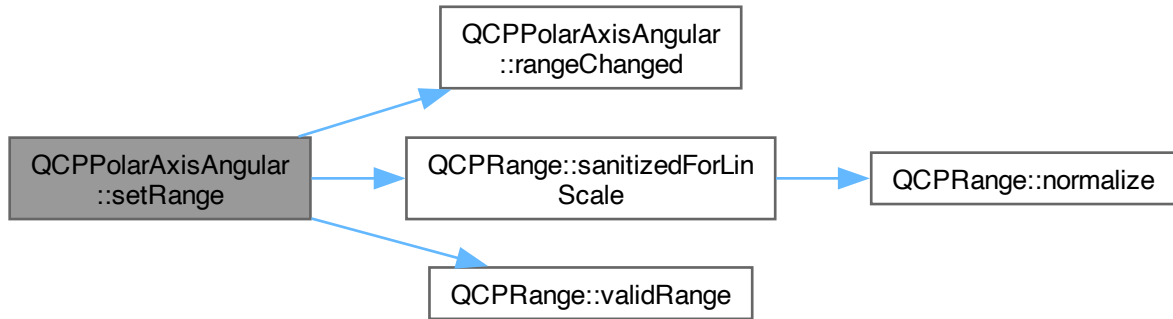 QCPPolarAxisAngular
::rangeChanged
QCPPolarAxisAngular
::setRange
QCPRange::sanitizedForLin
Scale
QCPRange::normalize
QCPRange::validRange